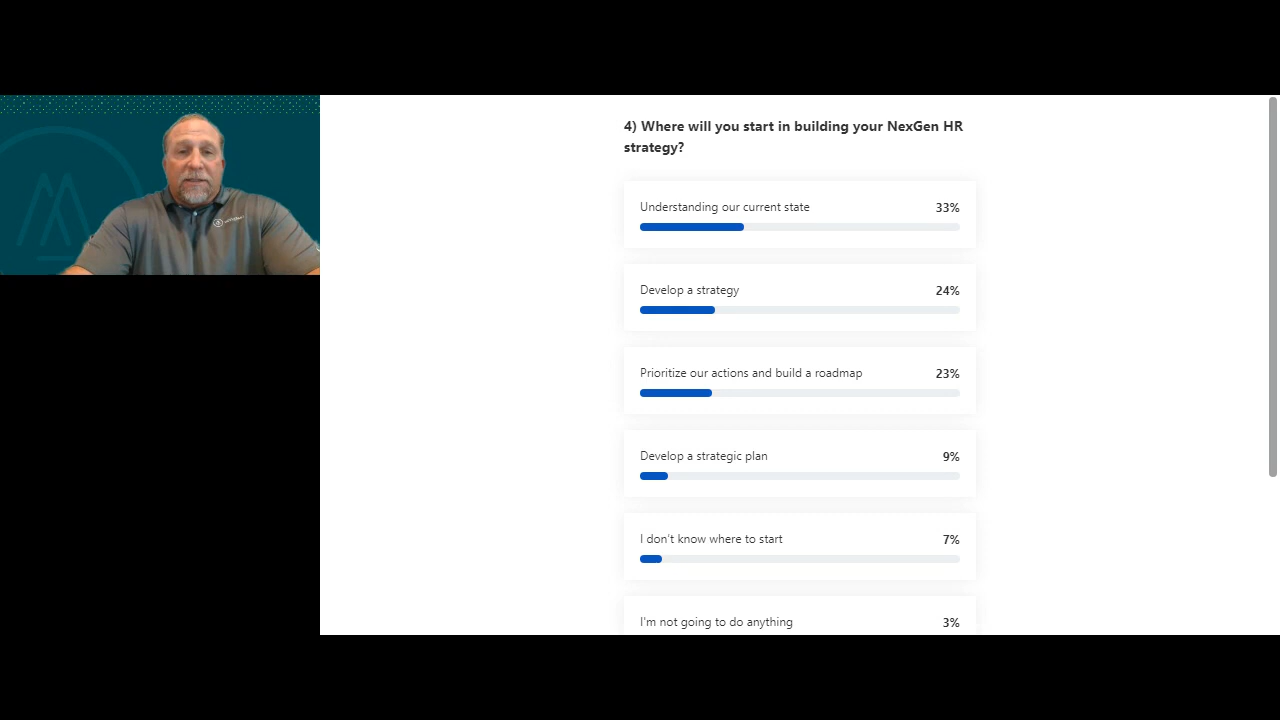 4) Where will you start in building your NexGen HR
strategy?
Understanding our current state 33%
Develop a strategy 24%
Prioritize our actions and build a roadmap 23%
Develop a strategic plan 9%
I don't know where to start 7%
I'm not going to do anything 3%